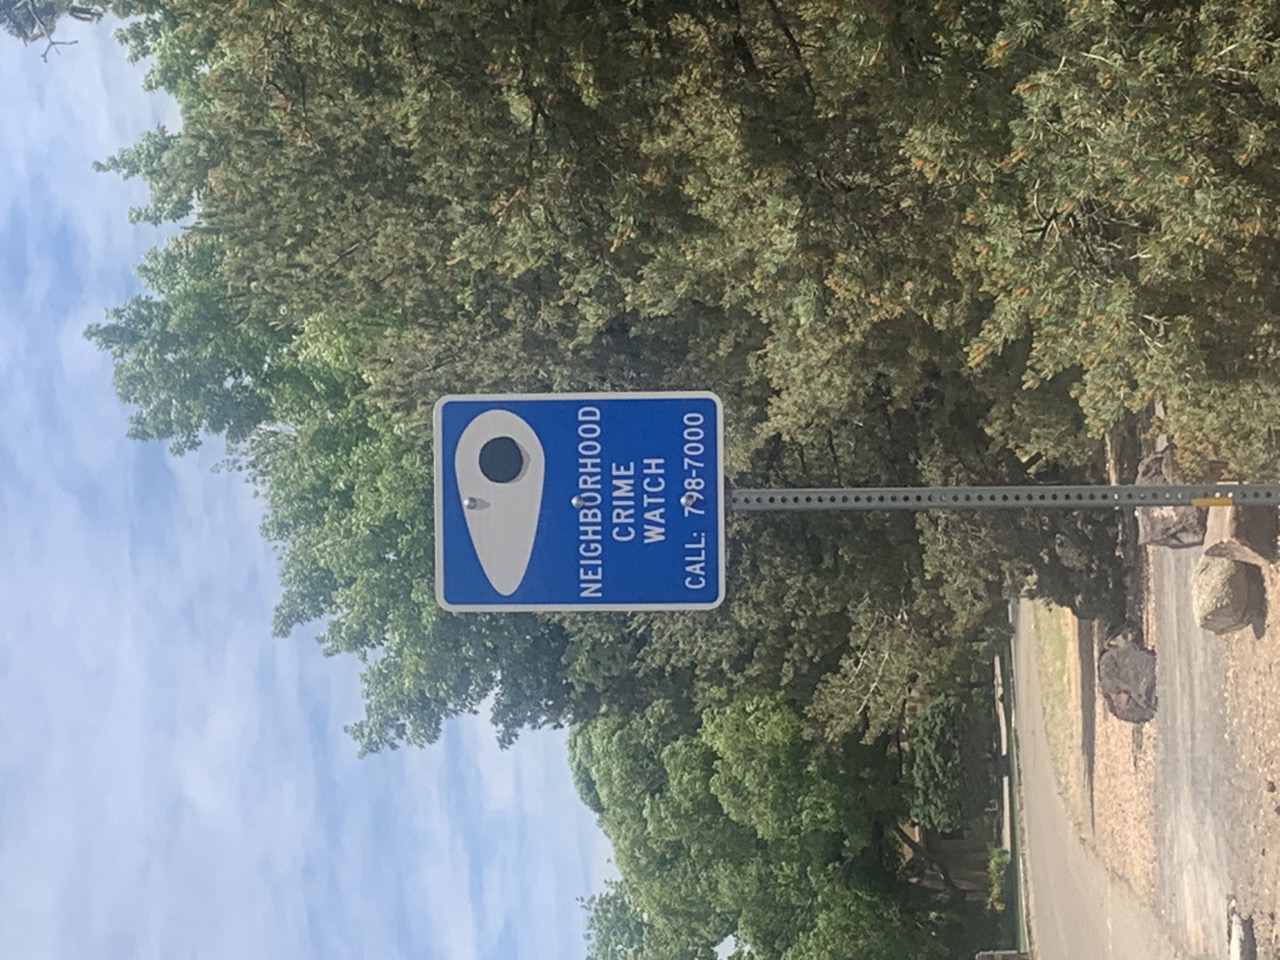 NEIGHBORHOOD
CRIME
WATCH
CALL: 798-7000